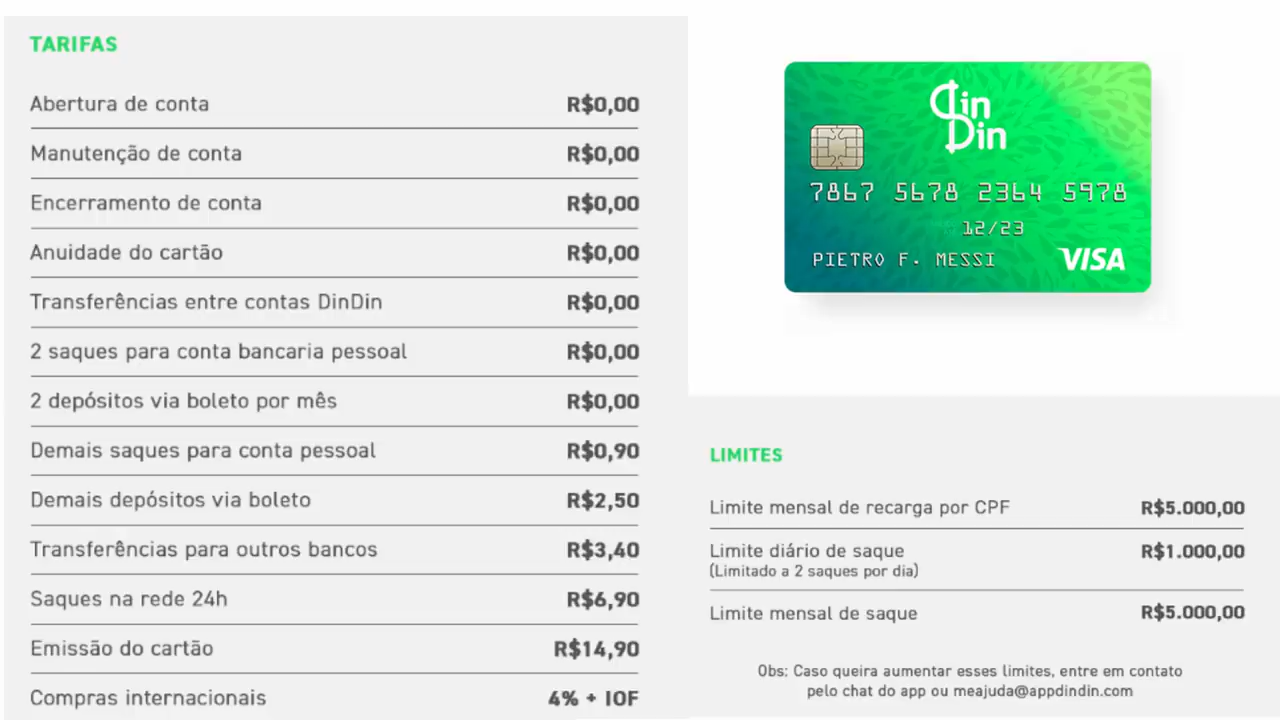 TARIFAS
Abertura de conta R$0,00
Manutenção de conta R$0,00
Encerramento de conta R$0,00
Anuidade do cartão R$0,00
Transferências entre contas DinDin R$0,00
2 saques para conta bancaria pessoal R$0,00
2 depósitos via boleto por mês R$0,00
Demais saques para conta pessoal R$0,90
Demais depósitos via boleto R$2,50
Transferências para outros bancos R$3,40
Saques na rede 24h R$6,90
Emissão do cartão R$14,90
Compras internacionais 4% + IOF
Din
Din
7867 5678 2364 5978
12/23
PIETRO F. MESSI VISA
LIMITES
Limite mensal de recarga por CPF R$5.000,00
Limite diário de saque R$1.000,00
(Limitado a 2 saques por dia)
Limite mensal de saque R$5.000,00
Obs: Caso queira aumentar esses limites, entre em contato
pelo chat do app ou meajuda@appdindin.com